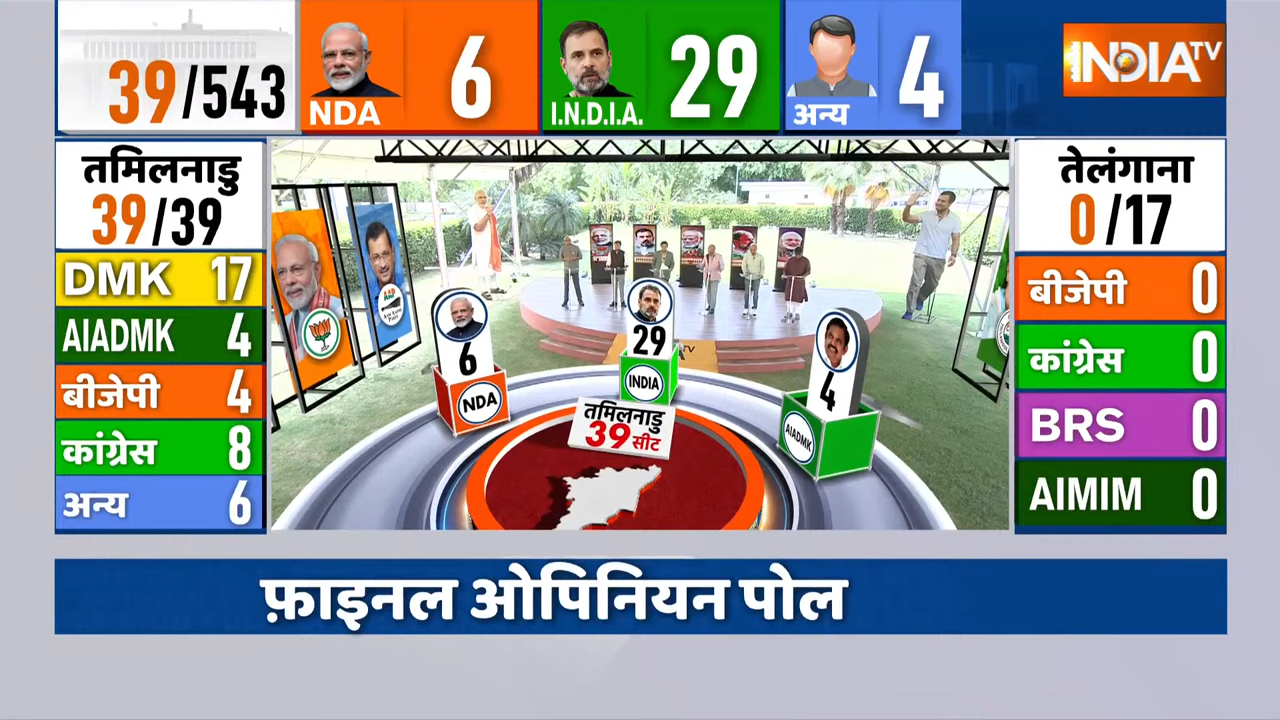 39/543
NDA
6
I.N.D.I.A.
29
अन्य
4
INDIA TV
तमिलनाडु
39/39
DMK 17
AIADMK 4
बीजेपी 4
कांग्रेस 8
अन्य 6
6
NDA
29
INDIA
4
AIADMK
तमिलनाडु
39 सीट
TV
तेलंगाना
0/17
बीजेपी 0
कांग्रेस 0
BRS 0
AIMIM 0
फ़ाइनल ओपिनियन पोल